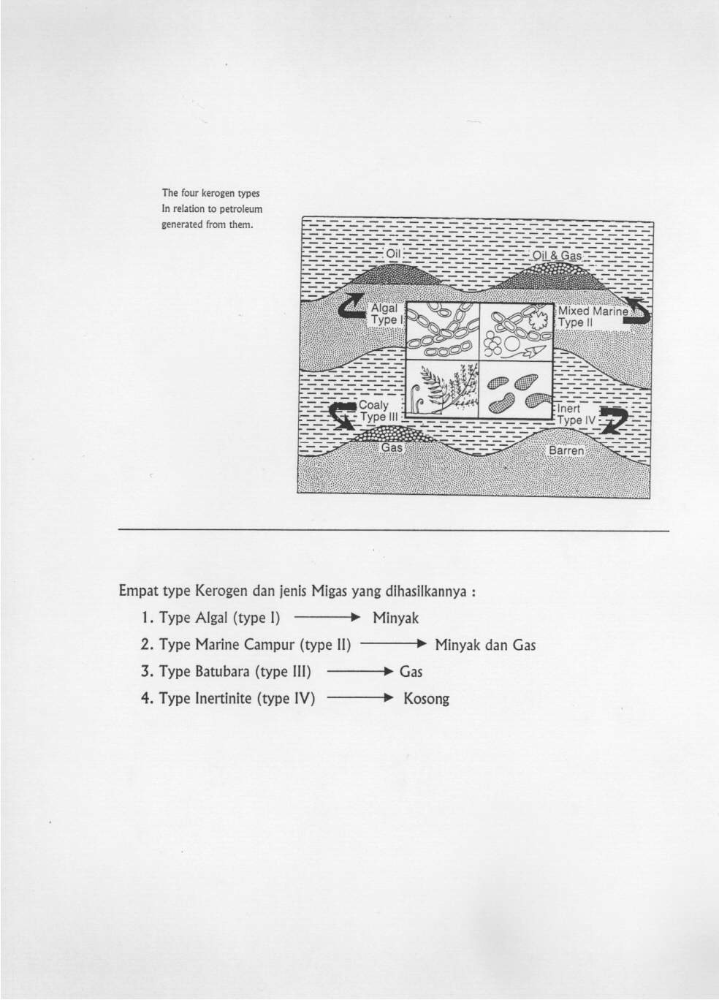 The four kerogen types
In relation to petroleum
generated from them.
Oil
Oil & Gas
Algal
Type I
Mixed Marine
Type II
Coaly
Type III
Inert
Type IV
Gas
Barren
Empat type Kerogen dan jenis Migas yang dihasilkannya :
1. Type Algal (type I) → Minyak
2. Type Marine Campur (type II) → Minyak dan Gas
3. Type Batubara (type III) → Gas
4. Type Inertinite (type IV) → Kosong